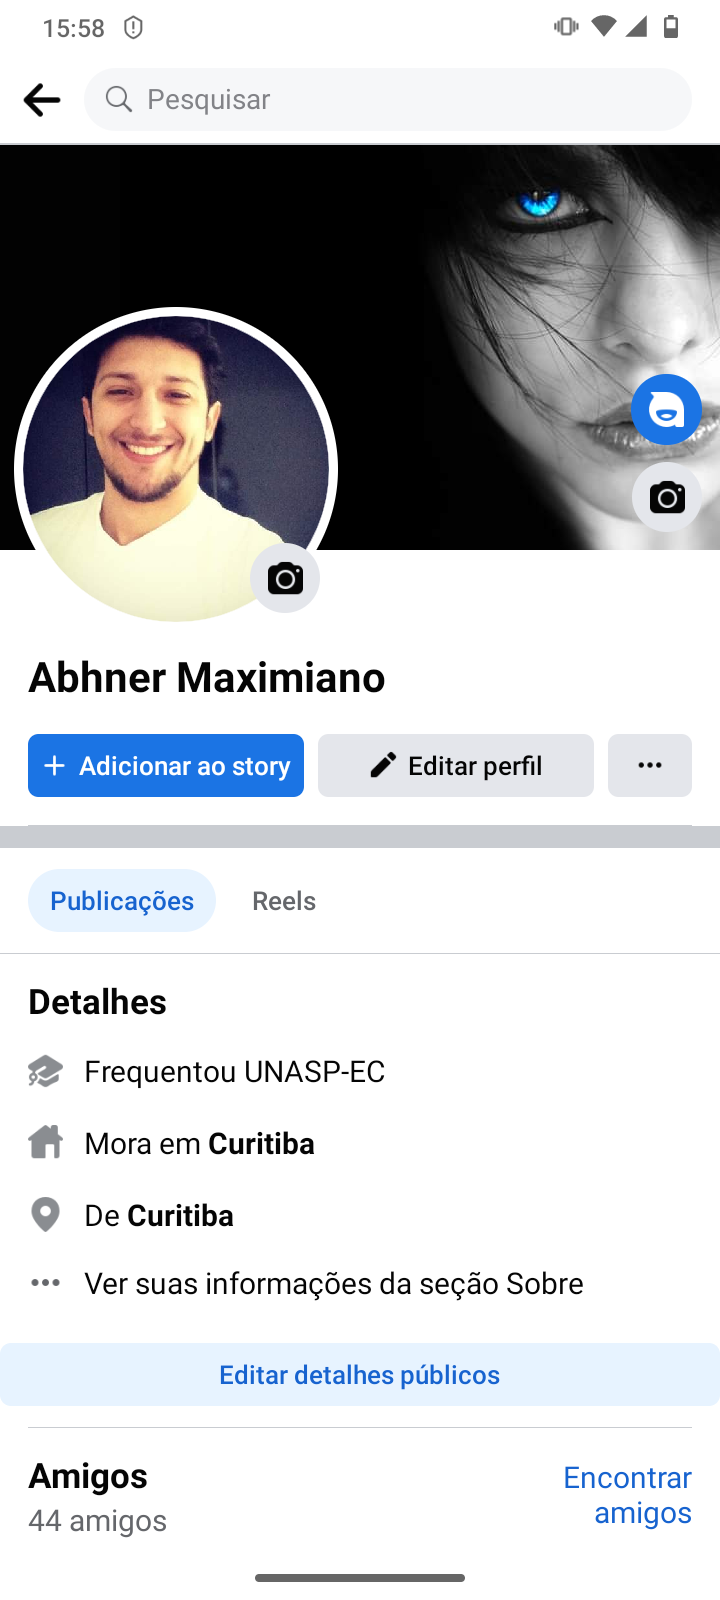 15:58
Pesquisar
Abhner Maximiano
Adicionar ao story
Editar perfil
Publicações
Reels
Detalhes
Frequentou UNASP-EC
Mora em Curitiba
De Curitiba
Ver suas informações da seção Sobre
Editar detalhes públicos
Amigos
44 amigos
Encontrar
amigos